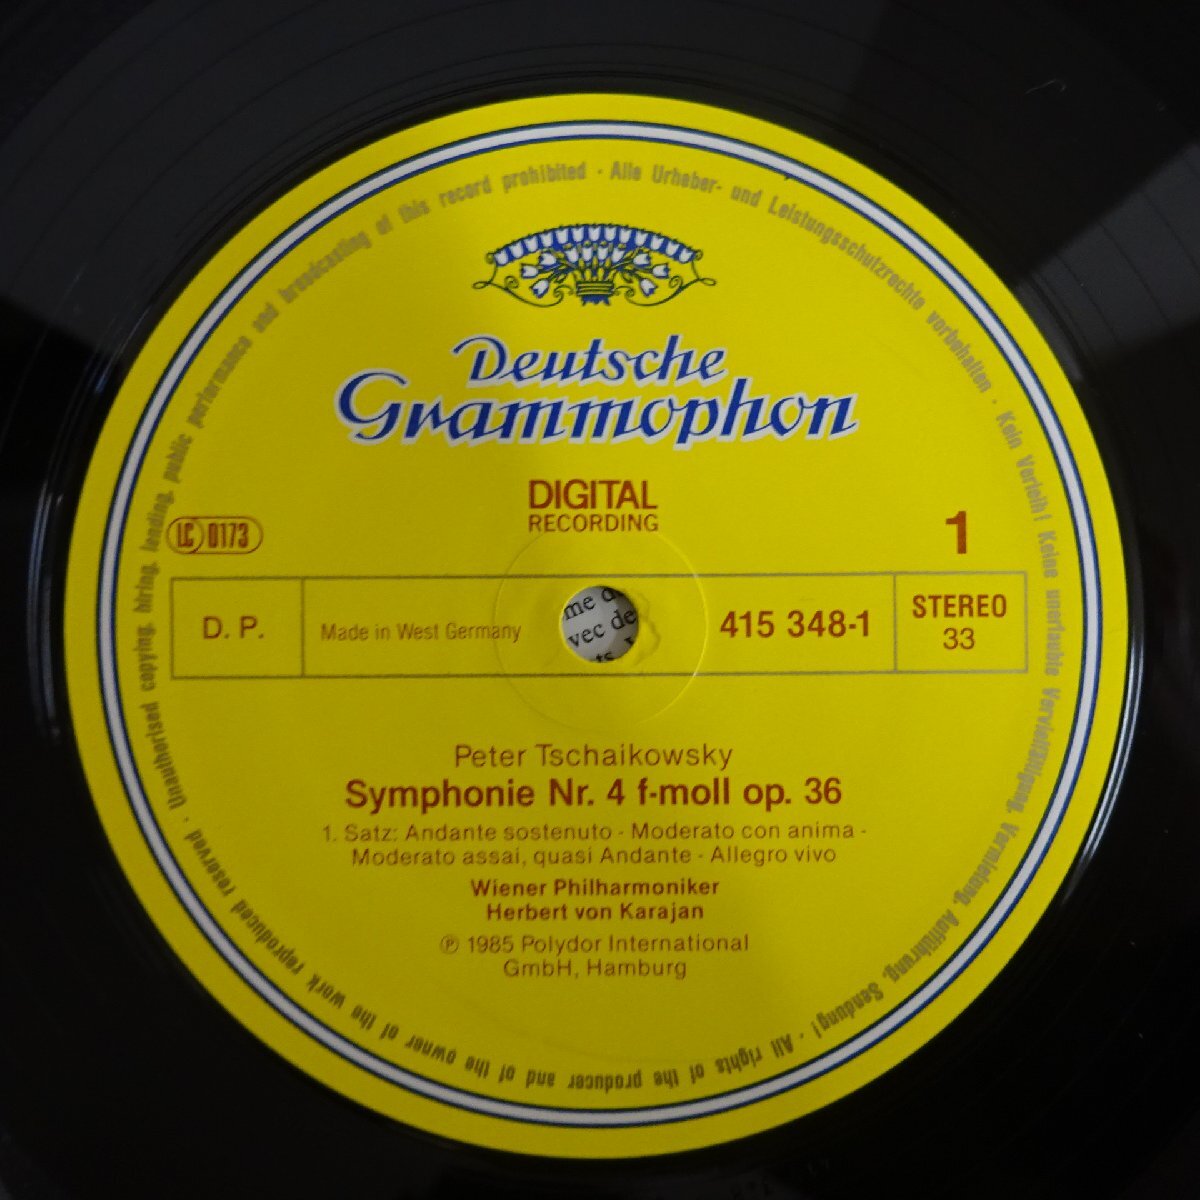 Alle Urheber- und Leistungsschutzrechte vorbehalten · Kein Verleih! Keine unerlaubte Vervielfältigung, Vermietung, Aufführung, Sendung! · All rights of the producer and of the owner of the work reproduced reserved · Unauthorised copying, hiring, lending, public performance and broadcasting of this record prohibited ·
Deutsche
Grammophon
DIGITAL
RECORDING
LC 0173
1
D. P.
Made in West Germany
me d
vec de
ts
415 348-1
STEREO
33
Peter Tschaikowsky
Symphonie Nr. 4 f-moll op. 36
1. Satz: Andante sostenuto · Moderato con anima ·
Moderato assai, quasi Andante · Allegro vivo
Wiener Philharmoniker
Herbert von Karajan
℗ 1985 Polydor International
GmbH, Hamburg